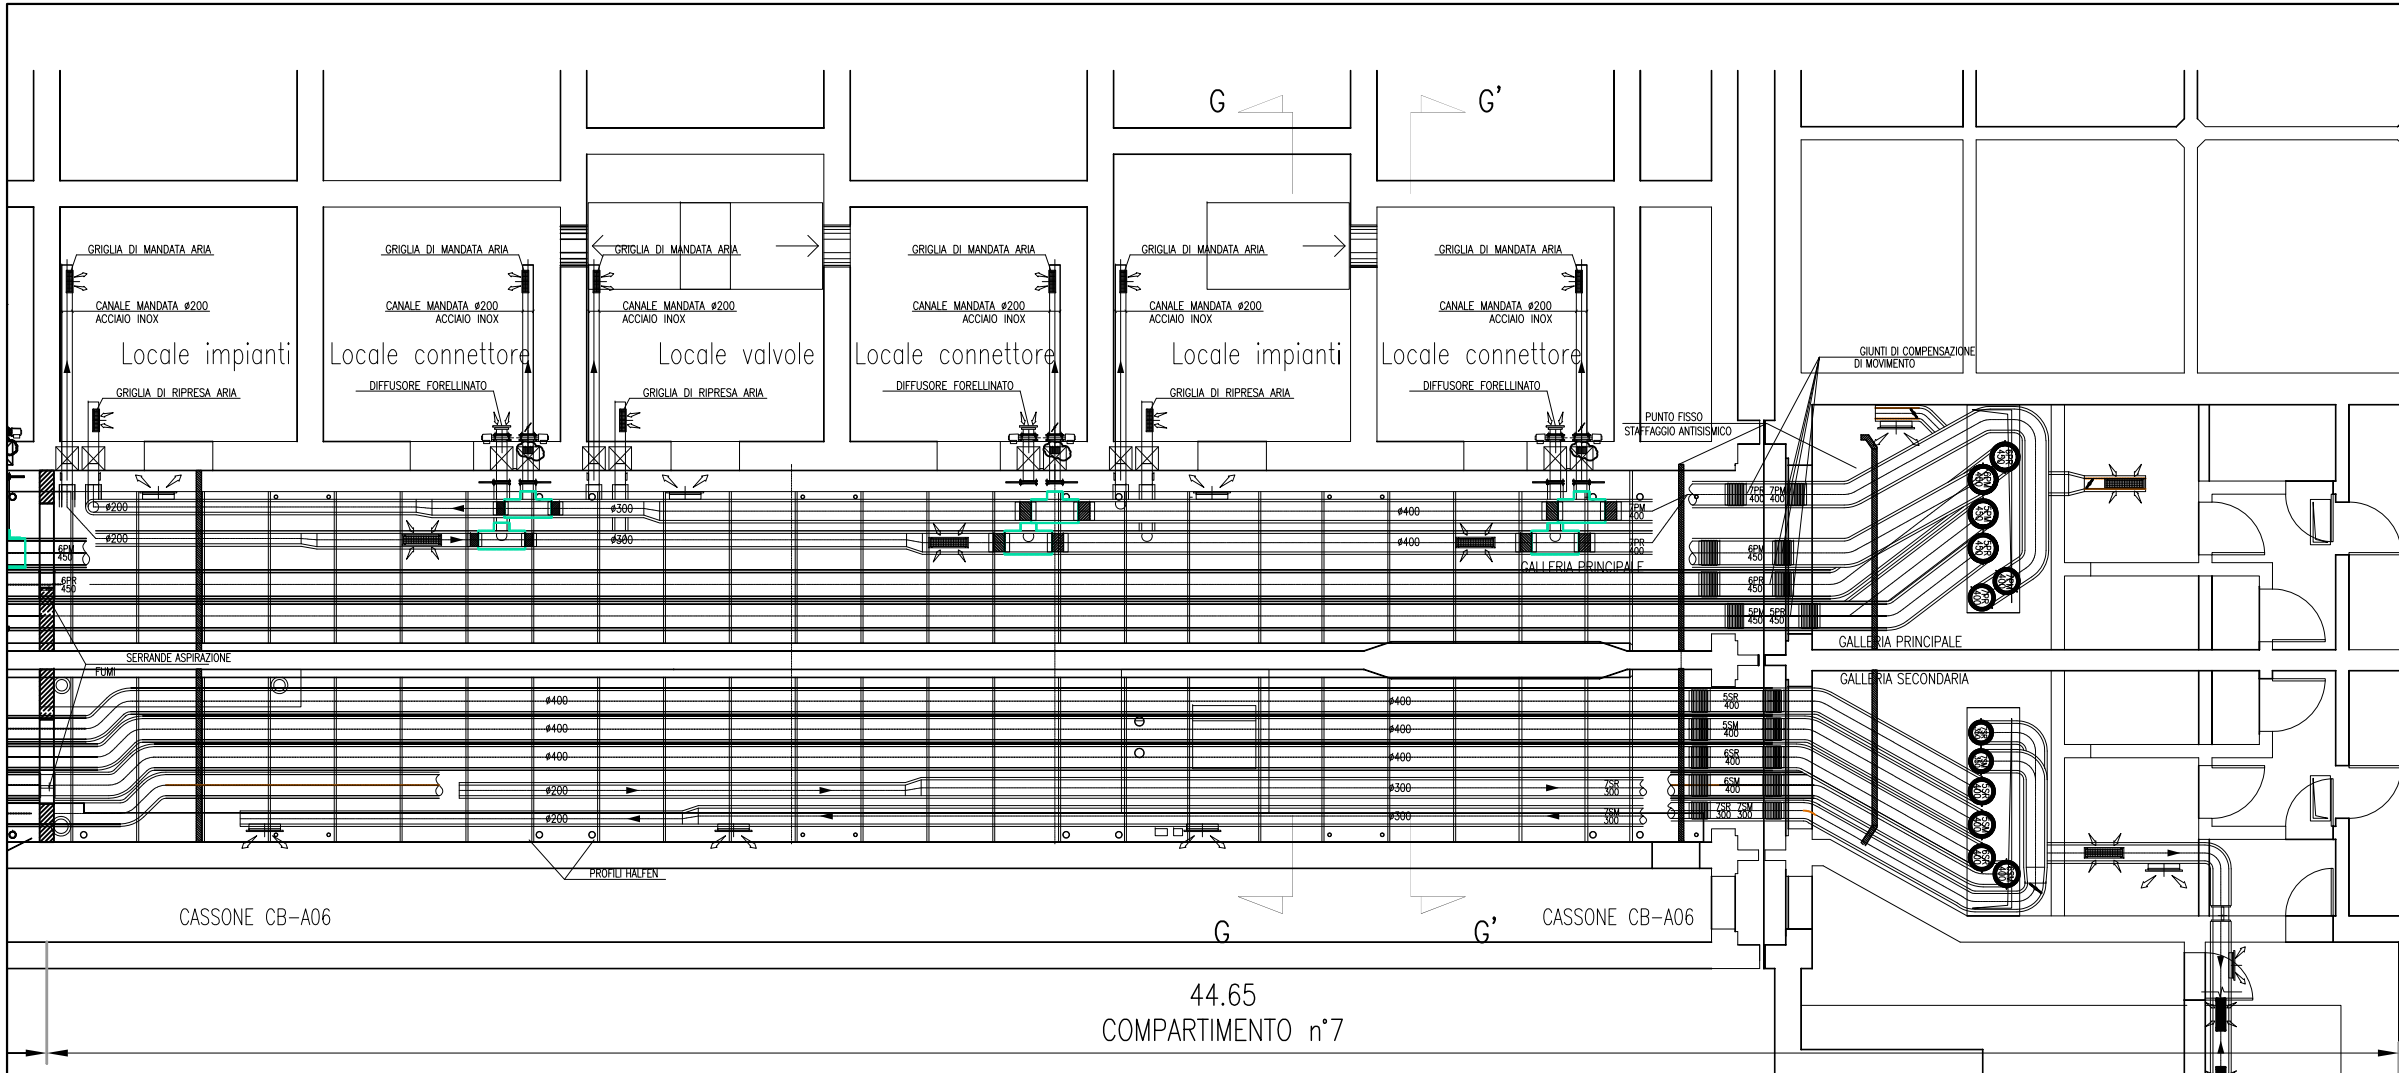 G
G'
GRIGLIA DI MANDATA ARIA
GRIGLIA DI MANDATA ARIA
GRIGLIA DI MANDATA ARIA
GRIGLIA DI MANDATA ARIA
GRIGLIA DI MANDATA ARIA
GRIGLIA DI MANDATA ARIA
CANALE MANDATA ø200
ACCIAIO INOX
CANALE MANDATA ø200
ACCIAIO INOX
CANALE MANDATA ø200
ACCIAIO INOX
CANALE MANDATA ø200
ACCIAIO INOX
CANALE MANDATA ø200
ACCIAIO INOX
CANALE MANDATA ø200
ACCIAIO INOX
Locale impianti
Locale connettore
Locale valvole
Locale connettore
Locale impianti
Locale connettore
GIUNTI DI COMPENSAZIONE
DI MOVIMENTO
GRIGLIA DI RIPRESA ARIA
DIFFUSORE FORELLINATO
GRIGLIA DI RIPRESA ARIA
DIFFUSORE FORELLINATO
GRIGLIA DI RIPRESA ARIA
DIFFUSORE FORELLINATO
PUNTO FISSO
STAFFAGGIO ANTISISMICO
ø200
ø300
ø400
7PM
400
7PR 7PM
400 400
ø200
ø300
ø400
7PR
400
6PM
450
6PM
450
GALLERIA PRINCIPALE
6PR
450
6PR
450
5PM 5PR
450 450
GALLERIA PRINCIPALE
SERRANDE ASPIRAZIONE
FUMI
GALLERIA SECONDARIA
ø400
ø400
5SR
400
ø400
ø400
5SM
400
ø400
ø400
6SR
400
ø200
ø300
7SR
300
6SM
400
ø200
ø300
7SM
300
7SR 7SM
300 300
PROFILI HALFEN
CASSONE CB-A06
CASSONE CB-A06
G
G'
44.65
COMPARTIMENTO n°7